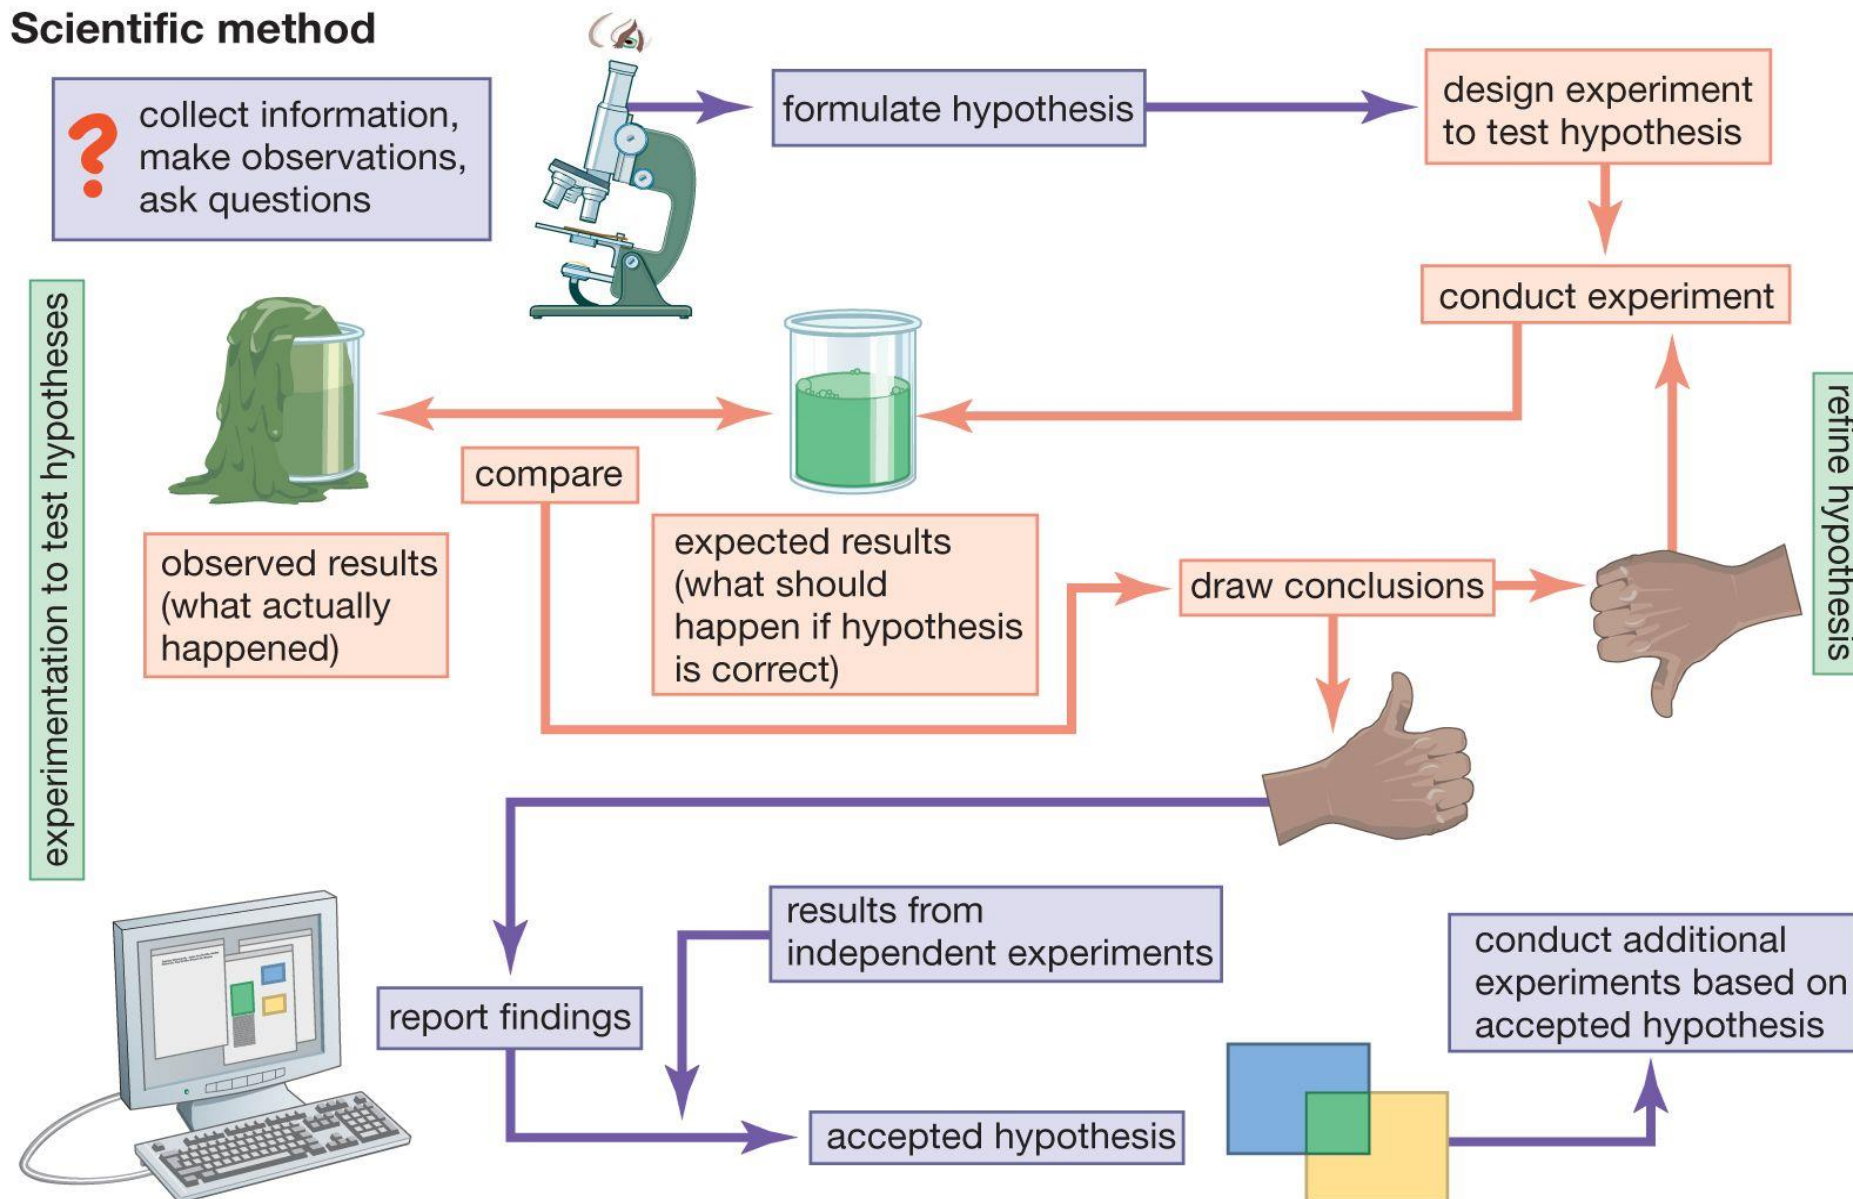 Scientific method
collect information,
make observations,
ask questions
formulate hypothesis
design experiment
to test hypothesis
conduct experiment
experimentation to test hypotheses
refine hypothesis
compare
observed results
(what actually
happened)
expected results
(what should
happen if hypothesis
is correct)
draw conclusions
results from
independent experiments
report findings
accepted hypothesis
conduct additional
experiments based on
accepted hypothesis